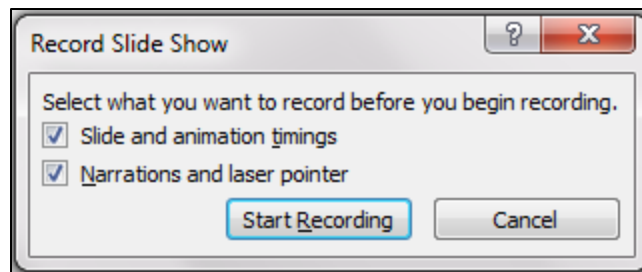 Record Slide Show
Select what you want to record before you begin recording.
Slide and animation timings
Narrations and laser pointer
Start Recording Cancel